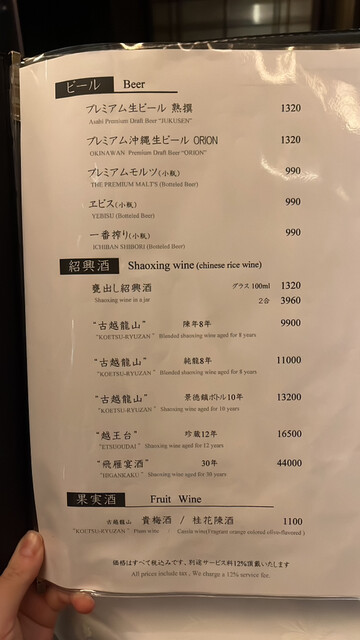 ビール Beer
プレミアム生ビール 熟撰 1320
Asahi Premium Draft Beer "JUKUSEN"
プレミアム沖縄生ビール ORION 1320
OKINAWAN Premium Draft Beer "ORION"
プレミアムモルツ(小瓶) 990
THE PREMIUM MALT'S (Botteled Beer)
ヱビス(小瓶) 990
YEBISU (Botteled Beer)
一番搾り(小瓶) 990
ICHIBAN SHIBORI (Botteled Beer)
紹興酒 Shaoxing wine (chinese rice wine)
甕出し紹興酒 グラス 100ml 1320
Shaoxing wine in a jar 2合 3960
"古越龍山" 陳年8年 9900
"KOETSU-RYUZAN" Blended shaoxing wine aged for 8 years
"古越龍山" 純龍8年 11000
"KOETSU-RYUZAN" Blended shaoxing wine aged for 8 years
"古越龍山" 景徳鎮ボトル10年 13200
"KOETSU-RYUZAN" Shaoxing wine aged for 10 years
"越王台" 珍蔵12年 16500
"ETSUOUDAI" Shaoxing wine aged for 12 years
"飛雁宴酒" 30年 44000
"HIGANKAKU" Shaoxing wine aged for 30 years
果実酒 Fruit Wine
古越龍山 貴梅酒 / 桂花陳酒 1100
"KOETSU-RYUZAN" Plum wine / Cassia wine(Fragrant orange-colored olive flavored)
価格はすべて税込みです、別途サービス料12%頂戴いたします
All prices include tax . We charge a 12% service fee.